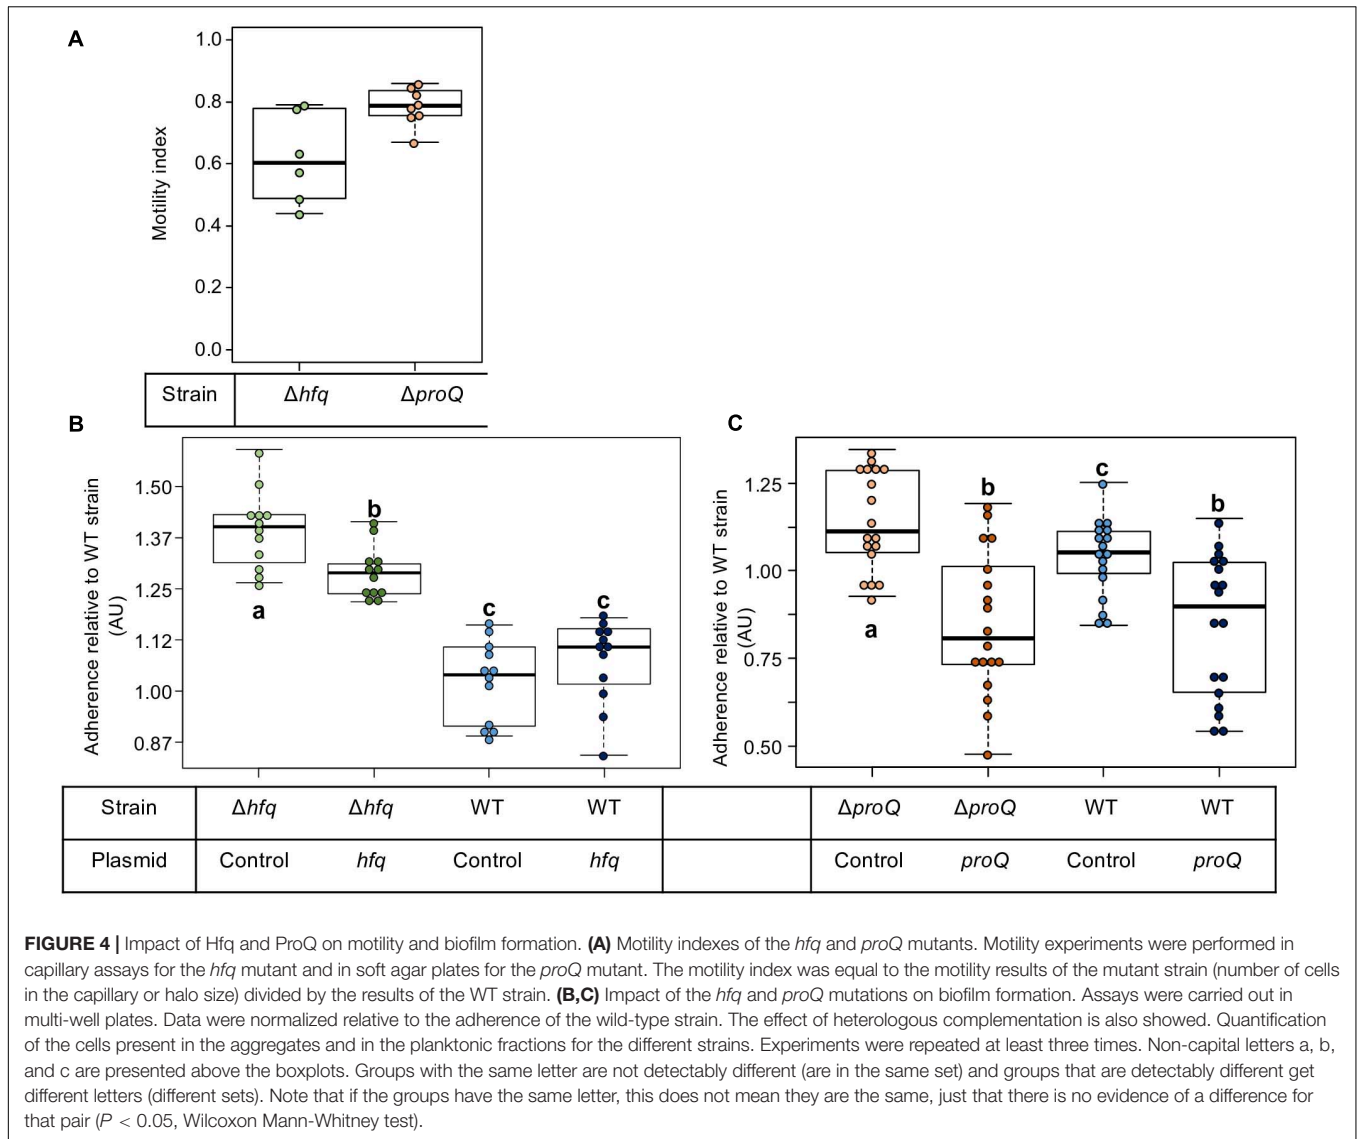 A
Motility index
1.0
0.8
0.6
0.4
0.2
0.0
Strain Δhfq ΔproQ
B
Adherence relative to WT strain
(AU)
1.50
1.37
1.25
1.12
1.00
0.87
a
b
c
c
C
Adherence relative to WT strain
(AU)
1.25
1.00
0.75
0.50
a
b
c
b
Strain Δhfq Δhfq WT WT ΔproQ ΔproQ WT WT
Plasmid Control hfq Control hfq Control proQ Control proQ
FIGURE 4 | Impact of Hfq and ProQ on motility and biofilm formation. (A) Motility indexes of the hfq and proQ mutants. Motility experiments were performed in
capillary assays for the hfq mutant and in soft agar plates for the proQ mutant. The motility index was equal to the motility results of the mutant strain (number of cells
in the capillary or halo size) divided by the results of the WT strain. (B,C) Impact of the hfq and proQ mutations on biofilm formation. Assays were carried out in
multi-well plates. Data were normalized relative to the adherence of the wild-type strain. The effect of heterologous complementation is also showed. Quantification
of the cells present in the aggregates and in the planktonic fractions for the different strains. Experiments were repeated at least three times. Non-capital letters a, b,
and c are presented above the boxplots. Groups with the same letter are not detectably different (are in the same set) and groups that are detectably different get
different letters (different sets). Note that if the groups have the same letter, this does not mean they are the same, just that there is no evidence of a difference for
that pair (P < 0.05, Wilcoxon Mann-Whitney test).